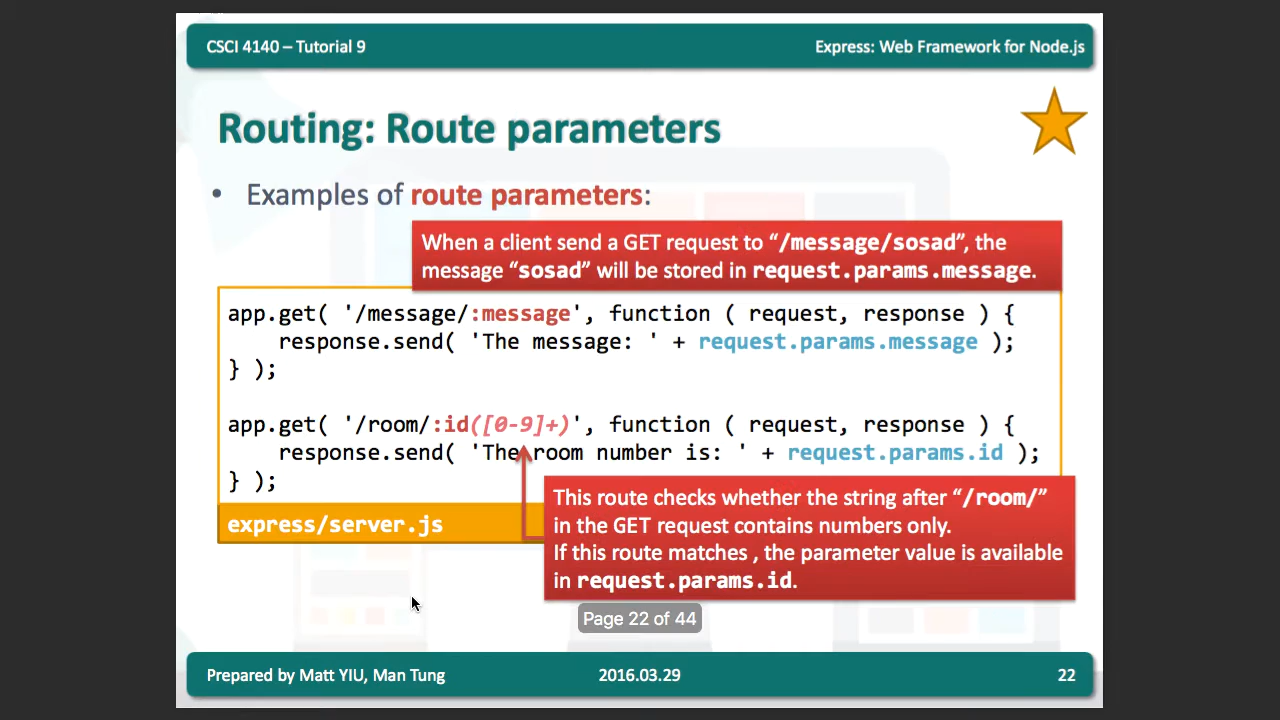 CSCI 4140 – Tutorial 9
Express: Web Framework for Node.js
Routing: Route parameters
• Examples of route parameters:
When a client send a GET request to “/message/sosad”, the
message “sosad” will be stored in request.params.message.
app.get( '/message/:message', function ( request, response ) {
response.send( 'The message: ' + request.params.message );
} );
app.get( '/room/:id([0-9]+)', function ( request, response ) {
response.send( 'The room number is: ' + request.params.id );
} );
express/server.js
This route checks whether the string after “/room/”
in the GET request contains numbers only.
If this route matches , the parameter value is available
in request.params.id.
Page 22 of 44
Prepared by Matt YIU, Man Tung
2016.03.29
22